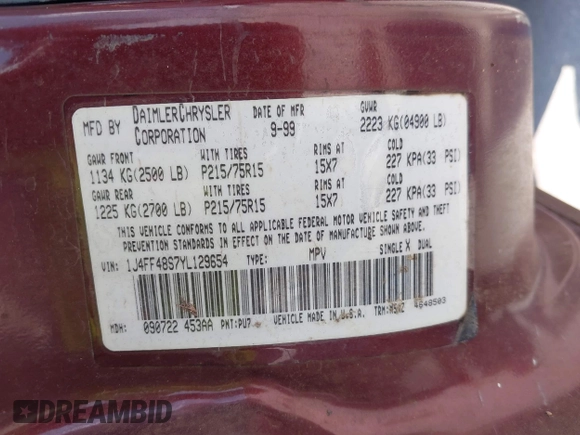 MFD BY DAIMLERCHRYSLER CORPORATION DATE OF MFR 9-99 GVWR 2223 KG(04900 LB)
GAWR FRONT WITH TIRES RIMS AT COLD
1134 KG(2500 LB) P215/75R15 15X7 227 KPA(33 PSI)
GAWR REAR WITH TIRES RIMS AT COLD
1225 KG(2700 LB) P215/75R15 15X7 227 KPA(33 PSI)
THIS VEHICLE CONFORMS TO ALL APPLICABLE FEDERAL MOTOR VEHICLE SAFETY AND THEFT
PREVENTION STANDARDS IN EFFECT ON THE DATE OF MANUFACTURE SHOWN ABOVE.
VIN: 1J4FF48S7YL129654 TYPE: MPV SINGLE X DUAL
MDH: 090722 453AA PNT:PU7 VEHICLE MADE IN U.S.A. TRM: 4648503
DREAMBID